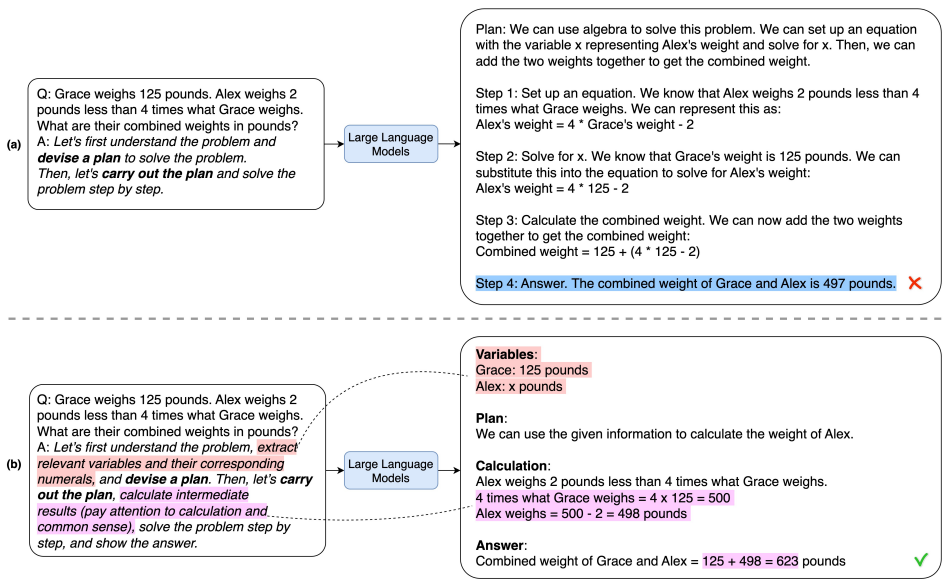 (a)
Q: Grace weighs 125 pounds. Alex weighs 2
pounds less than 4 times what Grace weighs.
What are their combined weights in pounds?
A: Let's first understand the problem and
devise a plan to solve the problem.
Then, let's carry out the plan and solve the
problem step by step.
Large Language
Models
Plan: We can use algebra to solve this problem. We can set up an equation
with the variable x representing Alex's weight and solve for x. Then, we can
add the two weights together to get the combined weight.
Step 1: Set up an equation. We know that Alex weighs 2 pounds less than 4
times what Grace weighs. We can represent this as:
Alex's weight = 4 * Grace's weight - 2
Step 2: Solve for x. We know that Grace's weight is 125 pounds. We can
substitute this into the equation to solve for Alex's weight:
Alex's weight = 4 * 125 - 2
Step 3: Calculate the combined weight. We can now add the two weights
together to get the combined weight:
Combined weight = 125 + (4 * 125 - 2)
Step 4: Answer. The combined weight of Grace and Alex is 497 pounds.
(b)
Q: Grace weighs 125 pounds. Alex weighs 2
pounds less than 4 times what Grace weighs.
What are their combined weights in pounds?
A: Let's first understand the problem, extract
relevant variables and their corresponding
numerals, and devise a plan. Then, let's carry
out the plan, calculate intermediate
results (pay attention to calculation and
common sense), solve the problem step by
step, and show the answer.
Large Language
Models
Variables:
Grace: 125 pounds
Alex: x pounds
Plan:
We can use the given information to calculate the weight of Alex.
Calculation:
Alex weighs 2 pounds less than 4 times what Grace weighs.
4 times what Grace weighs = 4 x 125 = 500
Alex weighs = 500 - 2 = 498 pounds
Answer:
Combined weight of Grace and Alex = 125 + 498 = 623 pounds